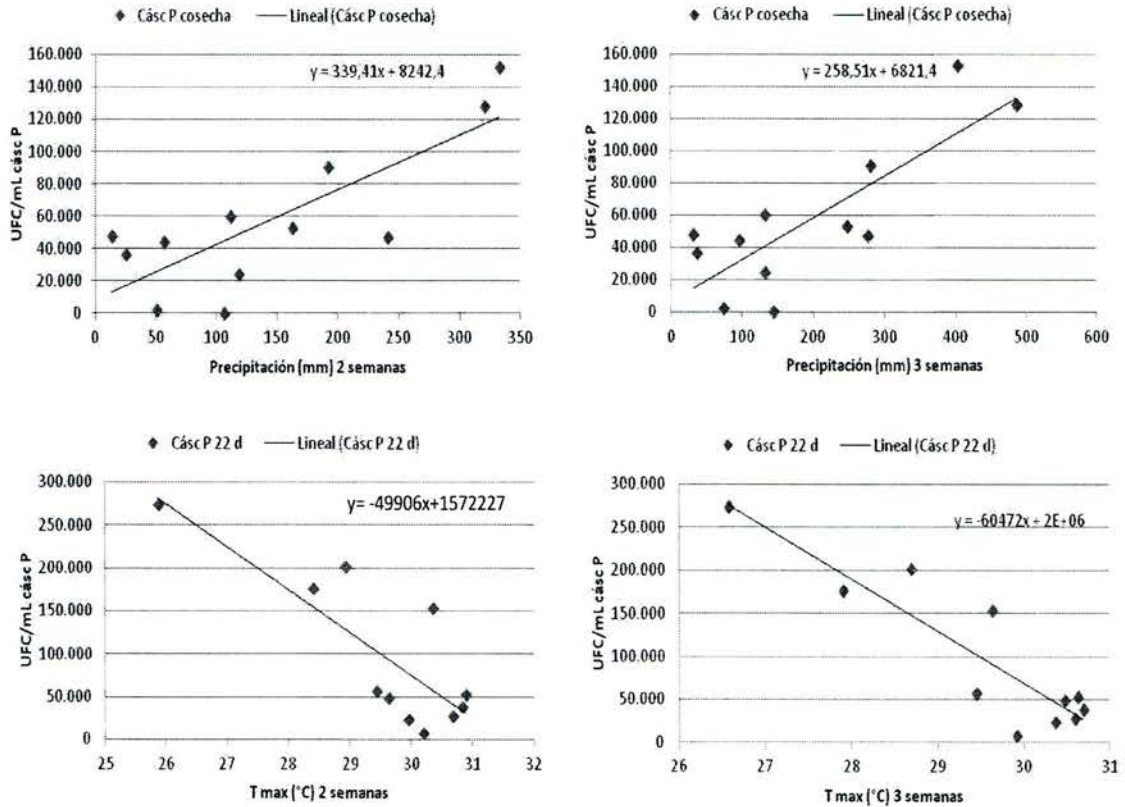 Cásc P cosecha Lineal (Cásc P cosecha)
160.000
140.000
120.000
100.000
80.000
60.000
40.000
20.000
0
UFC/mL cásc P
y = 339,41x + 8242,4
0 50 100 150 200 250 300 350
Precipitación (mm) 2 semanas
Cásc P cosecha Lineal (Cásc P cosecha)
160.000
140.000
120.000
100.000
80.000
60.000
40.000
20.000
0
UFC/mL cásc P
y = 258,51x + 6821,4
0 100 200 300 400 500 600
Precipitación (mm) 3 semanas
Cásc P 22 d Lineal (Cásc P 22 d)
300.000
250.000
200.000
150.000
100.000
50.000
0
UFC/mL cásc P
y= -49906x+1572227
25 26 27 28 29 30 31 32
T max (°C) 2 semanas
Cásc P 22 d Lineal (Cásc P 22 d)
300.000
250.000
200.000
150.000
100.000
50.000
0
UFC/mL cásc P
y = -60472x + 2E+06
26 27 28 29 30 31
T max (°C) 3 semanas